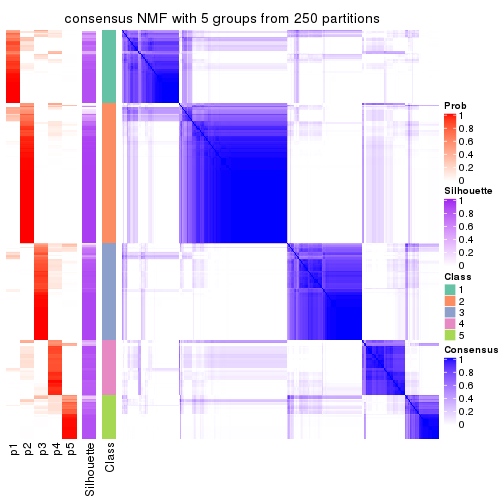 consensus NMF with 5 groups from 250 partitions
Prob
1
0.8
0.6
0.4
0.2
0
Silhouette
1
0.8
0.6
0.4
0.2
0
Class
1
2
3
4
5
Consensus
1
0.8
0.6
0.4
0.2
0
p1
p2
p3
p4
p5
Silhouette
Class